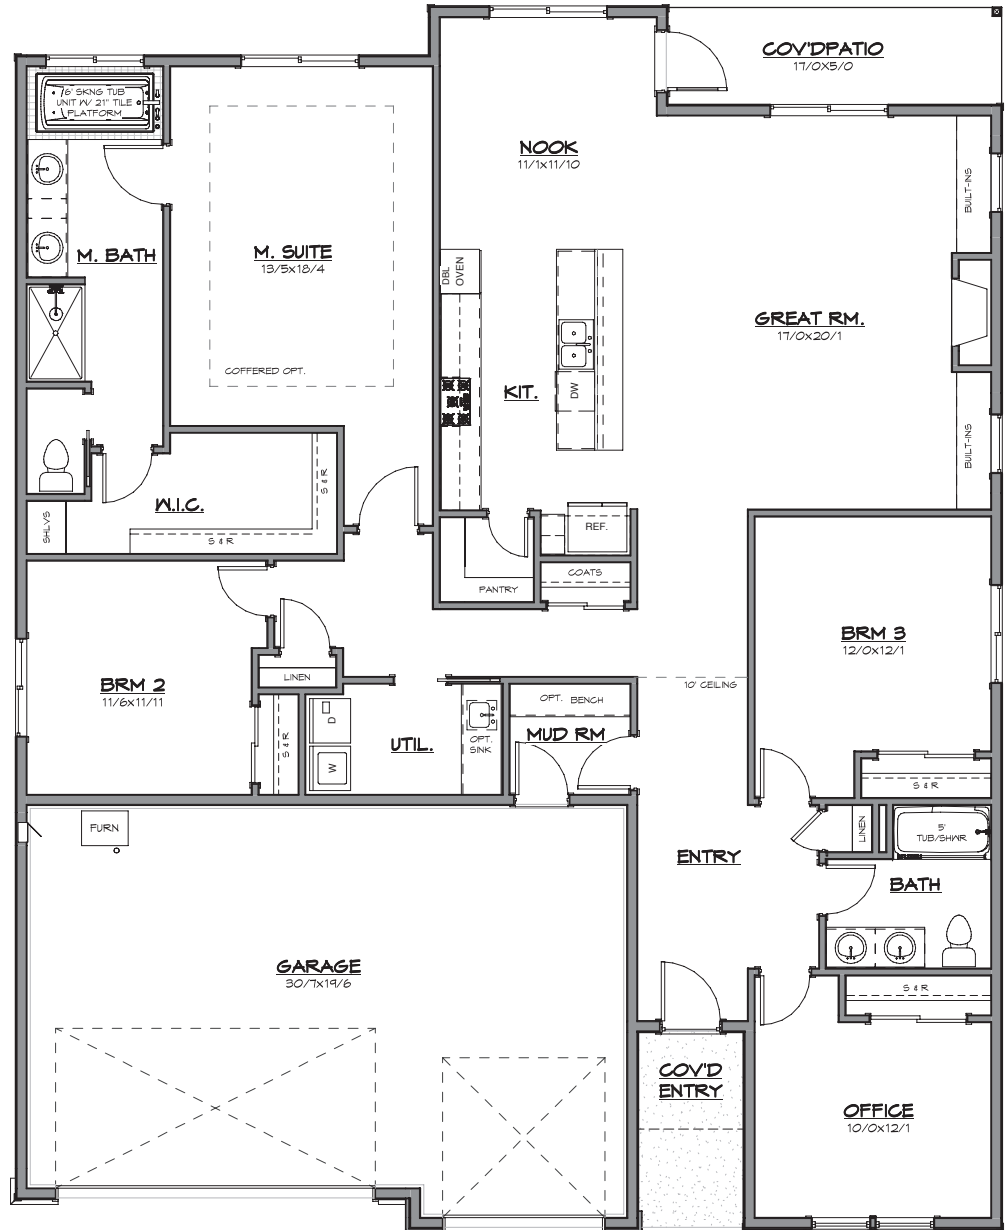 COV'D PATIO
17/0X5/0
6' SKNG TUB
UNIT W/ 21" TILE
PLATFORM
NOOK
11/1X11/10
BUILT-INS
M. BATH
M. SUITE
13/5X18/4
DBL
OVEN
GREAT RM.
17/0X20/1
COFFERED OPT.
KIT.
DW
BUILT-INS
S & R
W.I.C.
SHLVS
S & R
REF.
COATS
PANTRY
BRM 3
12/0X12/1
LINEN
BRM 2
11/6X11/11
10' CEILING
OPT. BENCH
D
MUD RM
UTIL.
OPT.
SINK
S & R
W
S & R
FURN
LINEN
5'
TUB/SHWR
ENTRY
BATH
GARAGE
30/7X19/6
S & R
COV'D
ENTRY
OFFICE
10/0X12/1